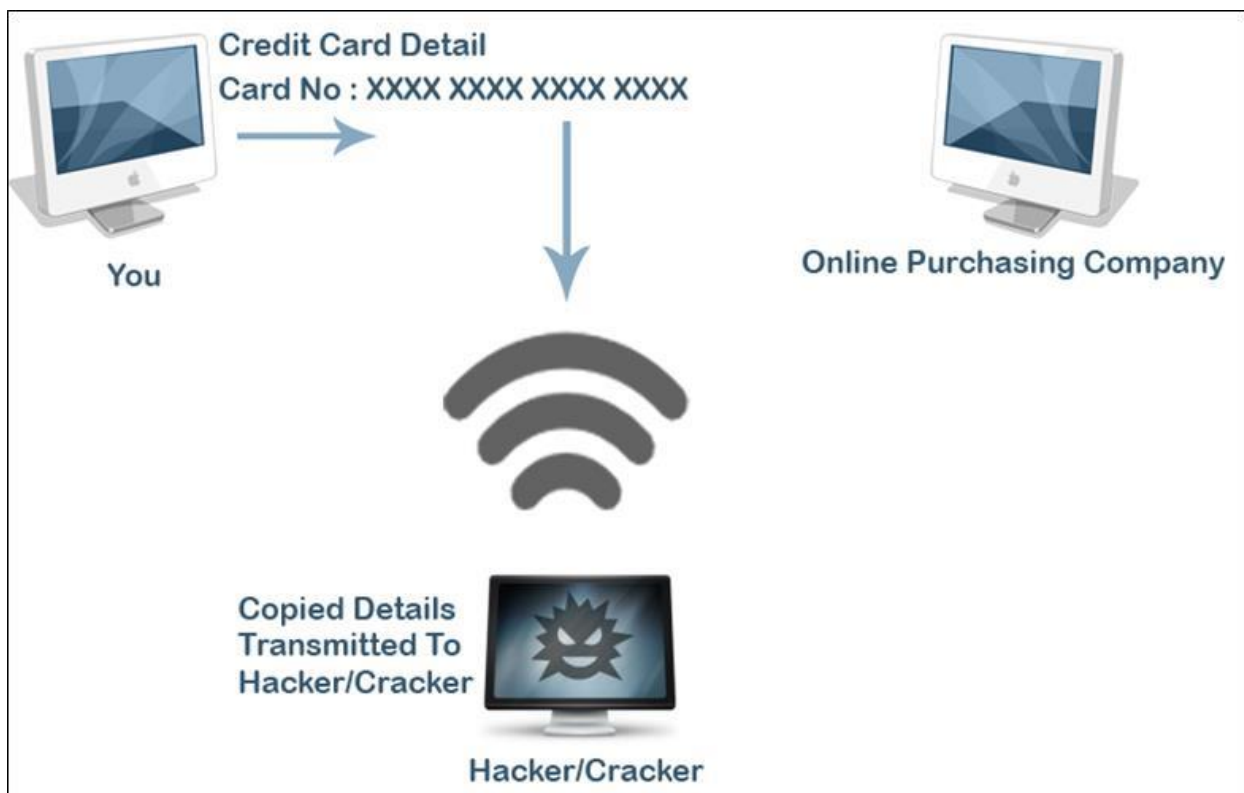 Credit Card Detail
Card No : XXXX XXXX XXXX XXXX
You
Online Purchasing Company
Copied Details
Transmitted To
Hacker/Cracker
Hacker/Cracker